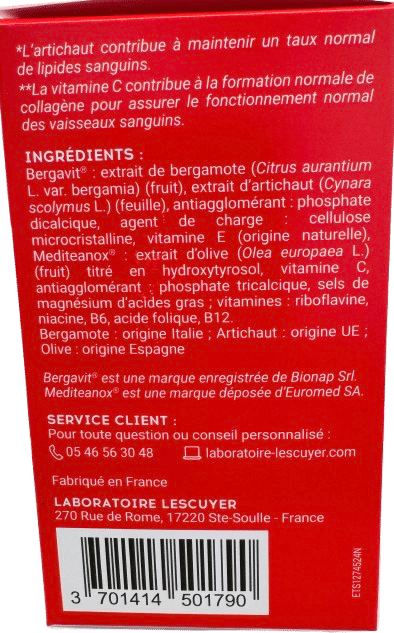 *L'artichaut contribue à maintenir un taux normal
de lipides sanguins.
**La vitamine C contribue à la formation normale de
collagène pour assurer le fonctionnement normal
des vaisseaux sanguins.
INGRÉDIENTS :
Bergavit® : extrait de bergamote (Citrus aurantium
L. var. bergamia) (fruit), extrait d'artichaut (Cynara
scolymus L.) (feuille), antiagglomérant : phosphate
dicalcique, agent de charge : cellulose
microcristalline, vitamine E (origine naturelle),
Mediteanox® : extrait d'olive (Olea europaea L.)
(fruit) titré en hydroxytyrosol, vitamine C,
antiagglomérant : phosphate tricalcique, sels de
magnésium d'acides gras ; vitamines : riboflavine,
niacine, B6, acide folique, B12.
Bergamote : origine Italie ; Artichaut : origine UE ;
Olive : origine Espagne
Bergavit® est une marque enregistrée de Bionap Srl.
Mediteanox® est une marque déposée d'Euromed SA.
SERVICE CLIENT :
Pour toute question ou conseil personnalisé :
05 46 56 30 48 laboratoire-lescuyer.com
Fabriqué en France
LABORATOIRE LESCUYER
270 Rue de Rome, 17220 Ste-Soulle - France
3 701414 501790
ETS1274524N